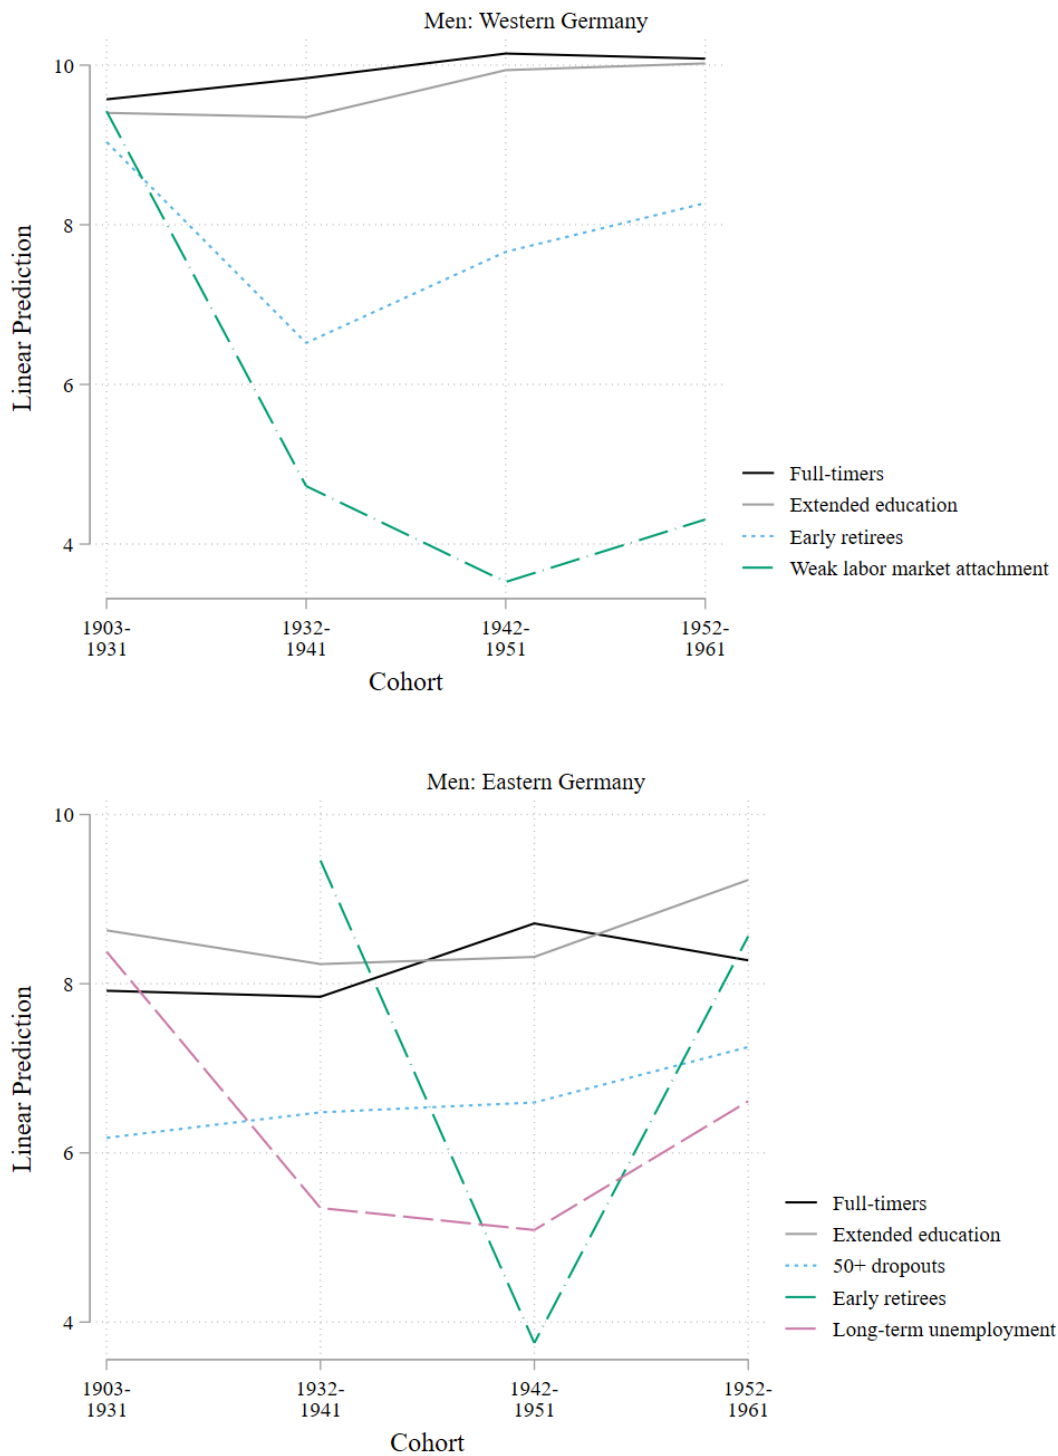 Men: Western Germany
10
8
6
4
Linear Prediction
1903-
1931
1932-
1941
1942-
1951
1952-
1961
Cohort
Full-timers
Extended education
Early retirees
Weak labor market attachment
Men: Eastern Germany
10
8
6
4
Linear Prediction
1903-
1931
1932-
1941
1942-
1951
1952-
1961
Cohort
Full-timers
Extended education
50+ dropouts
Early retirees
Long-term unemployment